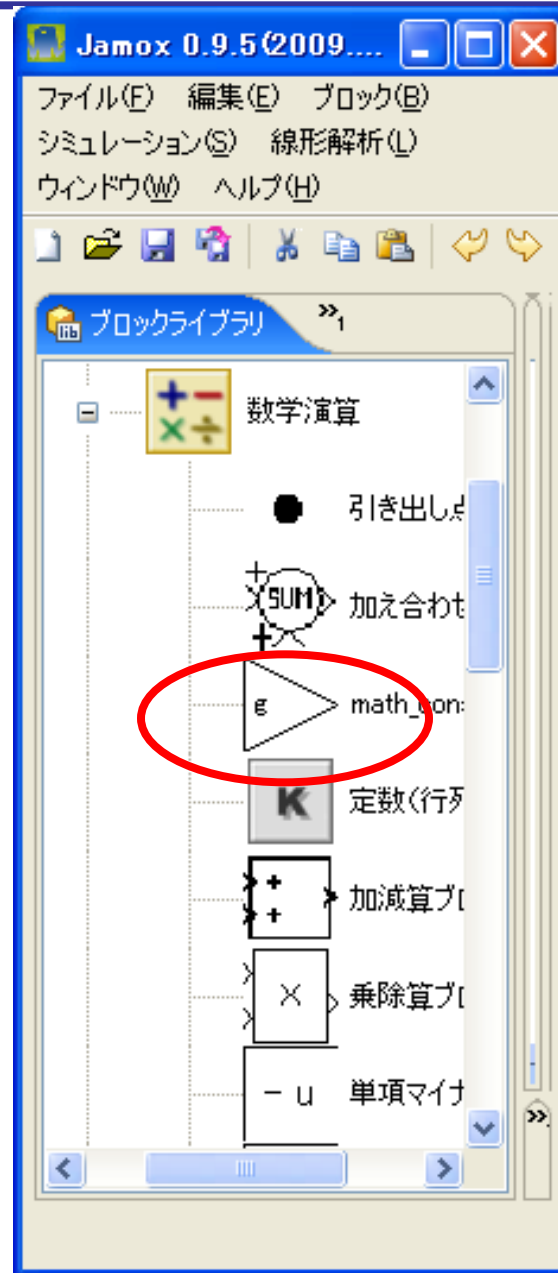 Jamox 0.9.5(2009....
ファイル(F) 編集(E) ブロック(B)
シミュレーション(S) 線形解析(L)
ウィンドウ(W) ヘルプ(H)
lib ブロックライブラリ »1
数学演算
引き出し点
SUM 加え合わせ
g math_cons
K 定数(行列
加減算ブロ
× 乗除算ブロ
- u 単項マイナ
»